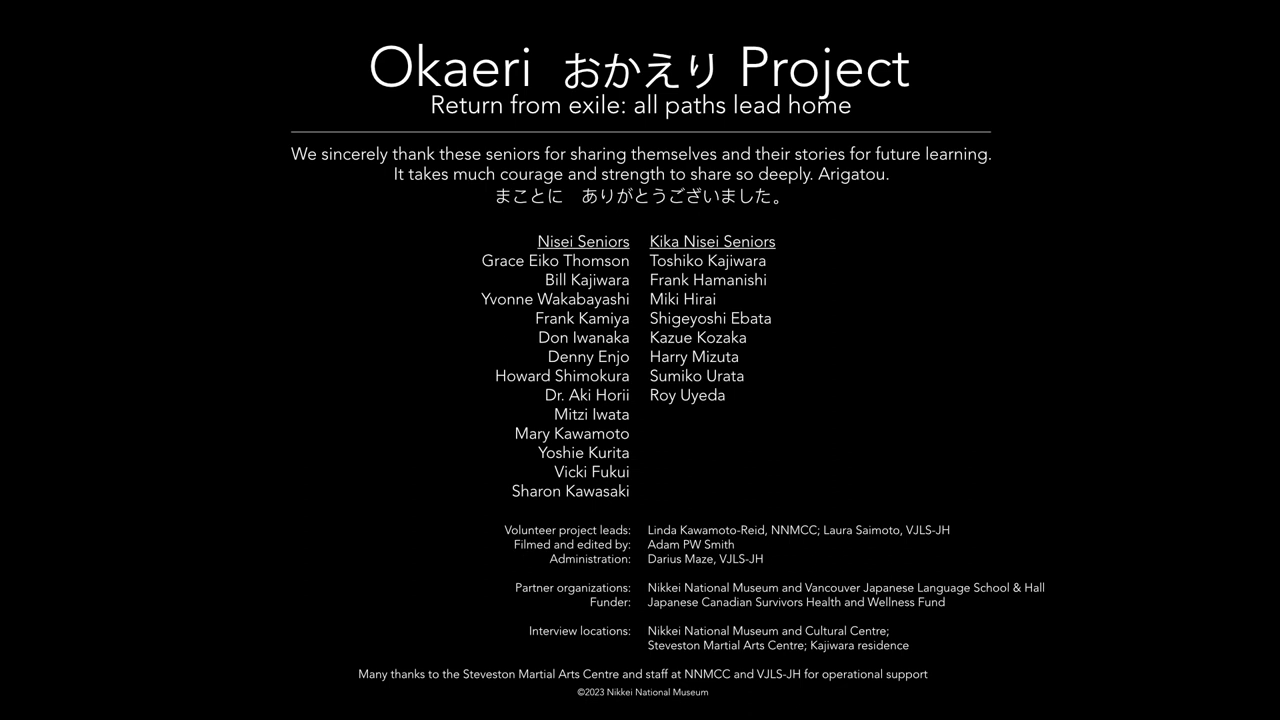 Okaeri おかえり Project
Return from exile: all paths lead home
We sincerely thank these seniors for sharing themselves and their stories for future learning.
It takes much courage and strength to share so deeply. Arigatou.
まことに　ありがとうございました。
Nisei Seniors
Grace Eiko Thomson
Bill Kajiwara
Yvonne Wakabayashi
Frank Kamiya
Don Iwanaka
Denny Enjo
Howard Shimokura
Dr. Aki Horii
Mitzi Iwata
Mary Kawamoto
Yoshie Kurita
Vicki Fukui
Sharon Kawasaki
Kika Nisei Seniors
Toshiko Kajiwara
Frank Hamanishi
Miki Hirai
Shigeyoshi Ebata
Kazue Kozaka
Harry Mizuta
Sumiko Urata
Roy Uyeda
Volunteer project leads: Linda Kawamoto-Reid, NNMCC; Laura Saimoto, VJLS-JH
Filmed and edited by: Adam PW Smith
Administration: Darius Maze, VJLS-JH
Partner organizations: Nikkei National Museum and Vancouver Japanese Language School & Hall
Funder: Japanese Canadian Survivors Health and Wellness Fund
Interview locations: Nikkei National Museum and Cultural Centre;
Steveston Martial Arts Centre; Kajiwara residence
Many thanks to the Steveston Martial Arts Centre and staff at NNMCC and VJLS-JH for operational support
©2023 Nikkei National Museum